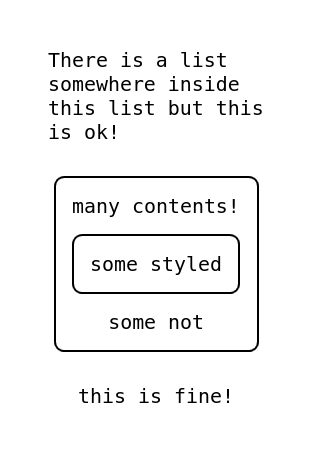 There is a list
somewhere inside
this list but this
is ok!
many contents!
some styled
some not
this is fine!